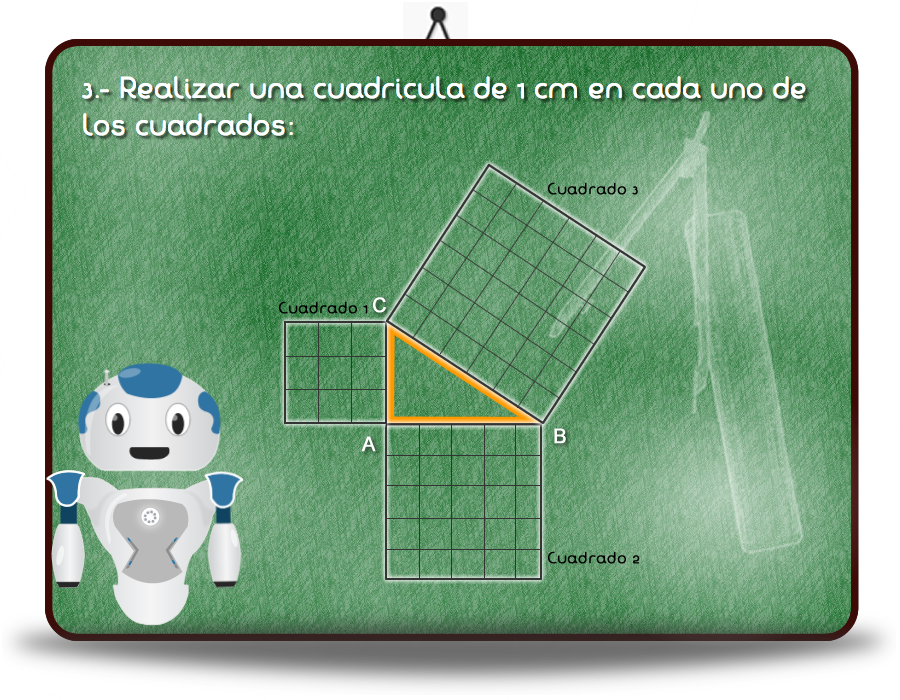 3.- Realizar una cuadricula de 1 cm en cada uno de
los cuadrados:
Cuadrado 3
Cuadrado 1 C
A
B
Cuadrado 2